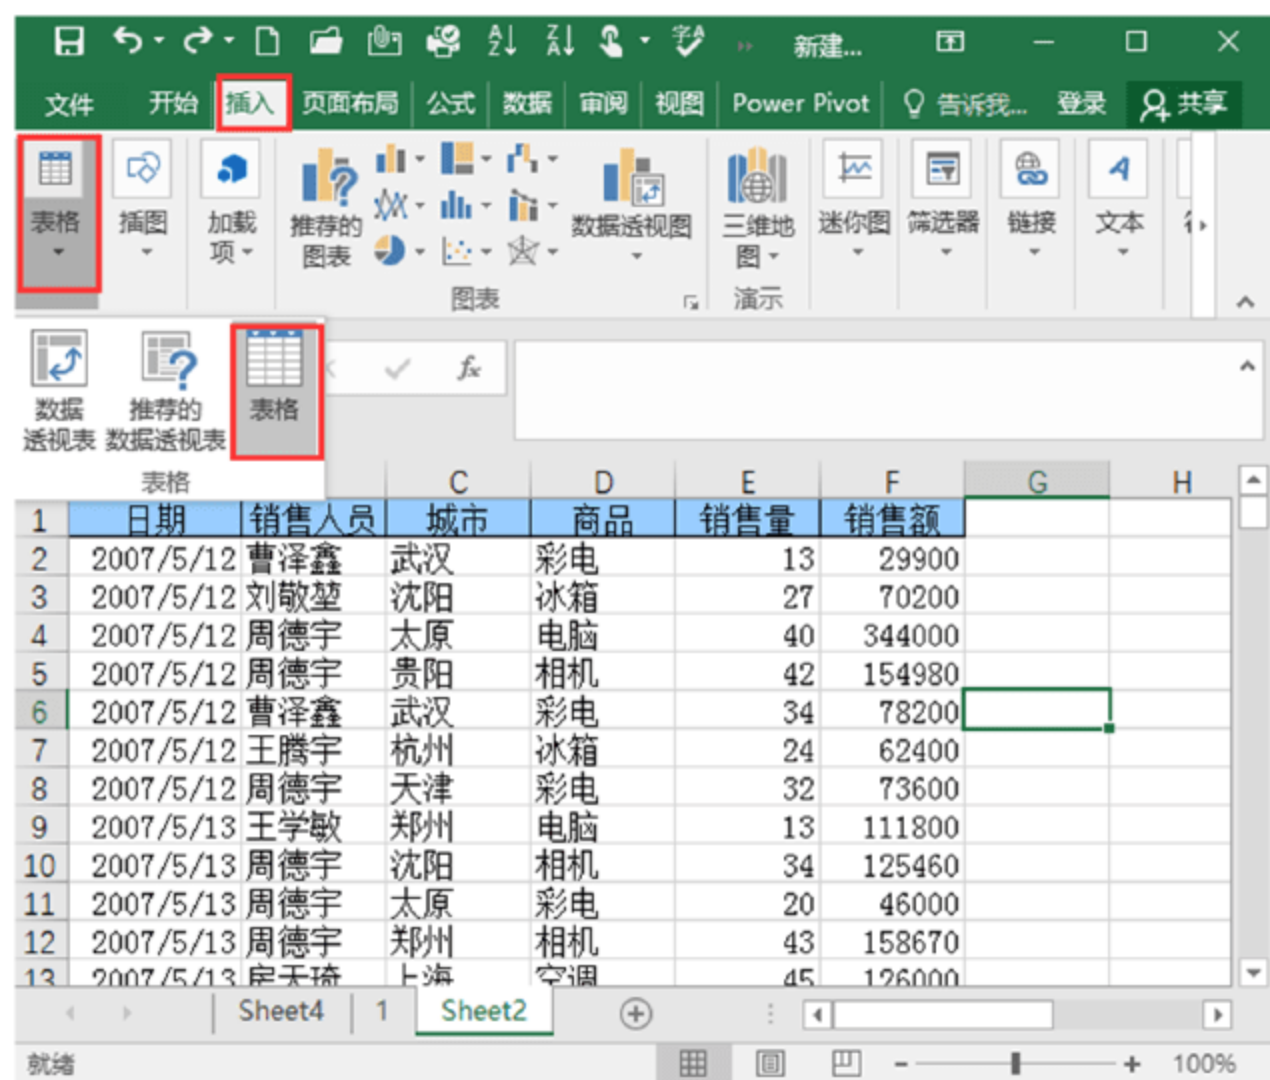 新建...
文件 开始 插入 页面布局 公式 数据 审阅 视图 Power Pivot 告诉我... 登录 共享
表格 插图 加载项 推荐的图表 数据透视图 三维地图 迷你图 筛选器 链接 文本
图表 演示
数据透视表 推荐的数据透视表 表格
fx
表格
C D E F G H
1 日期 销售人员 城市 商品 销售量 销售额
2 2007/5/12 曹泽鑫 武汉 彩电 13 29900
3 2007/5/12 刘敬堃 沈阳 冰箱 27 70200
4 2007/5/12 周德宇 太原 电脑 40 344000
5 2007/5/12 周德宇 贵阳 相机 42 154980
6 2007/5/12 曹泽鑫 武汉 彩电 34 78200
7 2007/5/12 王腾宇 杭州 冰箱 24 62400
8 2007/5/12 周德宇 天津 彩电 32 73600
9 2007/5/13 王学敏 郑州 电脑 13 111800
10 2007/5/13 周德宇 沈阳 相机 34 125460
11 2007/5/13 周德宇 太原 彩电 20 46000
12 2007/5/13 周德宇 郑州 相机 43 158670
13 2007/5/13 房天琦 上海 空调 45 126000
Sheet4 1 Sheet2
就绪 100%